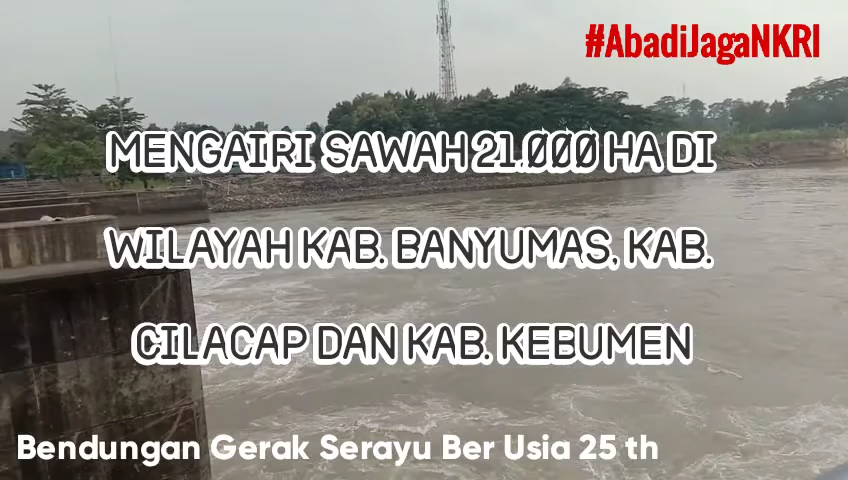 #AbadiJagaNKRI
MENGAIRI SAWAH 21.000 HA DI
WILAYAH KAB. BANYUMAS, KAB.
CILACAP DAN KAB. KEBUMEN
Bendungan Gerak Serayu Ber Usia 25 th